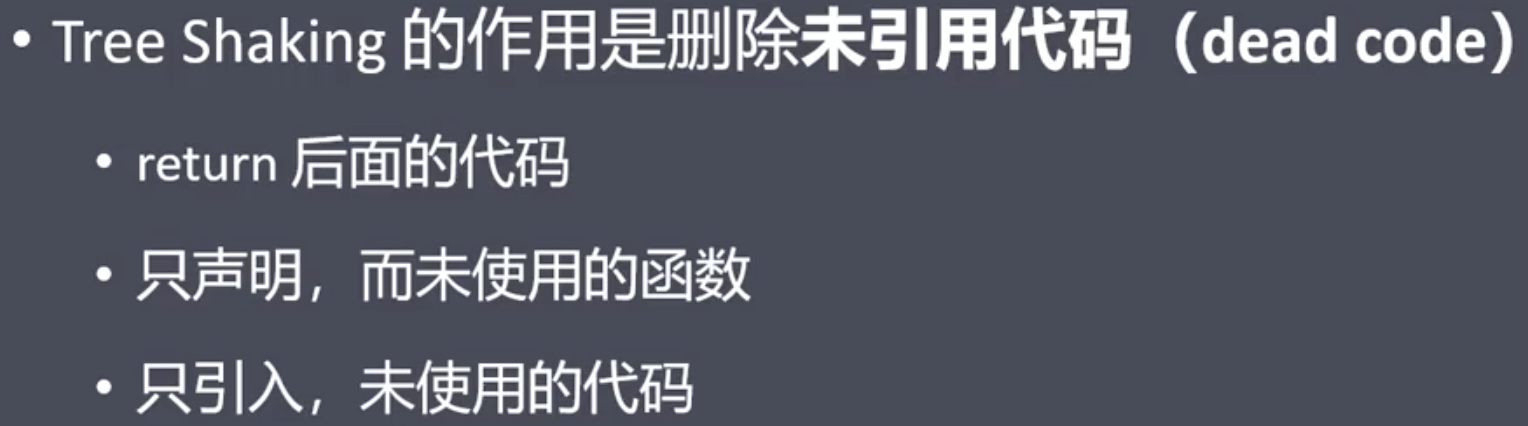 • Tree Shaking 的作用是删除未引用代码（dead code）
• return 后面的代码
• 只声明，而未使用的函数
• 只引入，未使用的代码